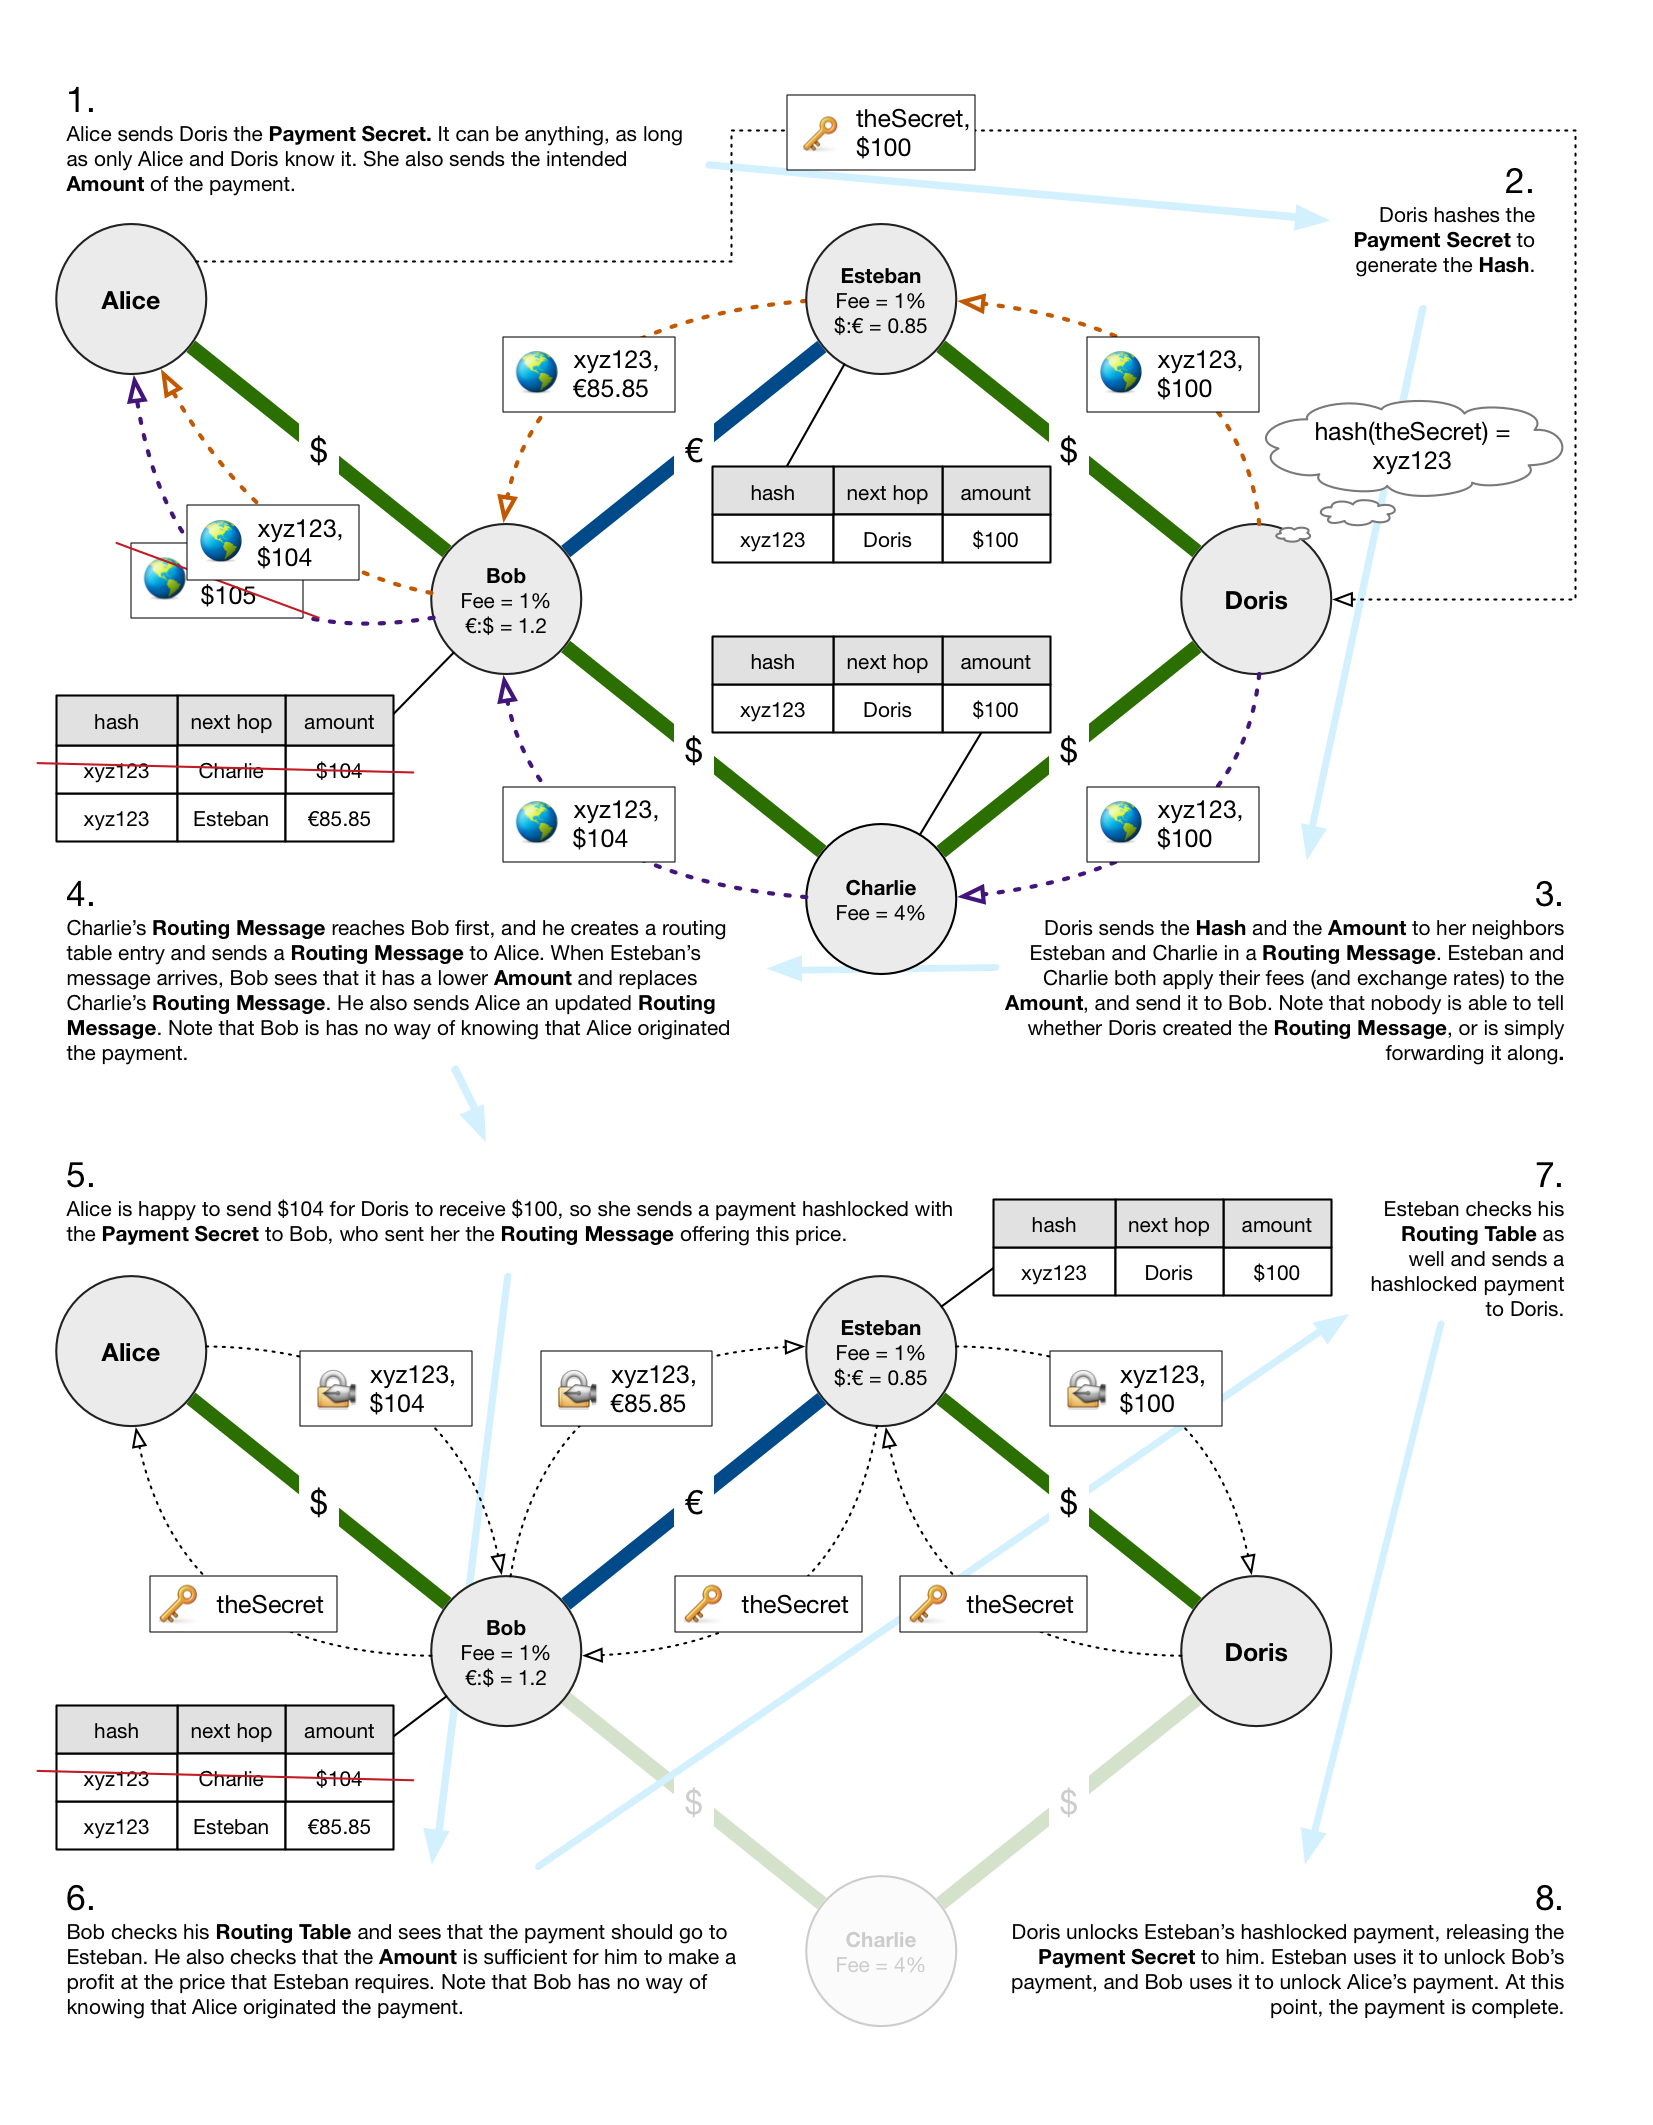 1.
Alice sends Doris the Payment Secret. It can be anything, as long
as only Alice and Doris know it. She also sends the intended
Amount of the payment.
theSecret,
$100
2.
Doris hashes the
Payment Secret to
generate the Hash.
Alice
Esteban
Fee = 1%
$:€ = 0.85
xyz123,
€85.85
xyz123,
$100
hash(theSecret) =
xyz123
$
€
$
hash next hop amount
xyz123 Doris $100
xyz123,
$104
$105
Bob
Fee = 1%
€:$ = 1.2
Doris
hash next hop amount
xyz123 Doris $100
hash next hop amount
xyz123 Charlie $104
xyz123 Esteban €85.85
$
$
xyz123,
$104
xyz123,
$100
Charlie
Fee = 4%
4.
Charlie’s Routing Message reaches Bob first, and he creates a routing
table entry and sends a Routing Message to Alice. When Esteban’s
message arrives, Bob sees that it has a lower Amount and replaces
Charlie’s Routing Message. He also sends Alice an updated Routing
Message. Note that Bob is has no way of knowing that Alice originated
the payment.
3.
Doris sends the Hash and the Amount to her neighbors
Esteban and Charlie in a Routing Message. Esteban and
Charlie both apply their fees (and exchange rates) to the
Amount, and send it to Bob. Note that nobody is able to tell
whether Doris created the Routing Message, or is simply
forwarding it along.
5.
Alice is happy to send $104 for Doris to receive $100, so she sends a payment hashlocked with
the Payment Secret to Bob, who sent her the Routing Message offering this price.
hash next hop amount
xyz123 Doris $100
7.
Esteban checks his
Routing Table as
well and sends a
hashlocked payment
to Doris.
Alice
xyz123,
$104
xyz123,
€85.85
Esteban
Fee = 1%
$:€ = 0.85
xyz123,
$100
$
€
$
theSecret
theSecret
theSecret
Bob
Fee = 1%
€:$ = 1.2
Doris
hash next hop amount
xyz123 Charlie $104
xyz123 Esteban €85.85
$
$
Charlie
Fee = 4%
6.
Bob checks his Routing Table and sees that the payment should go to
Esteban. He also checks that the Amount is sufficient for him to make a
profit at the price that Esteban requires. Note that Bob has no way of
knowing that Alice originated the payment.
8.
Doris unlocks Esteban’s hashlocked payment, releasing the
Payment Secret to him. Esteban uses it to unlock Bob’s
payment, and Bob uses it to unlock Alice’s payment. At this
point, the payment is complete.